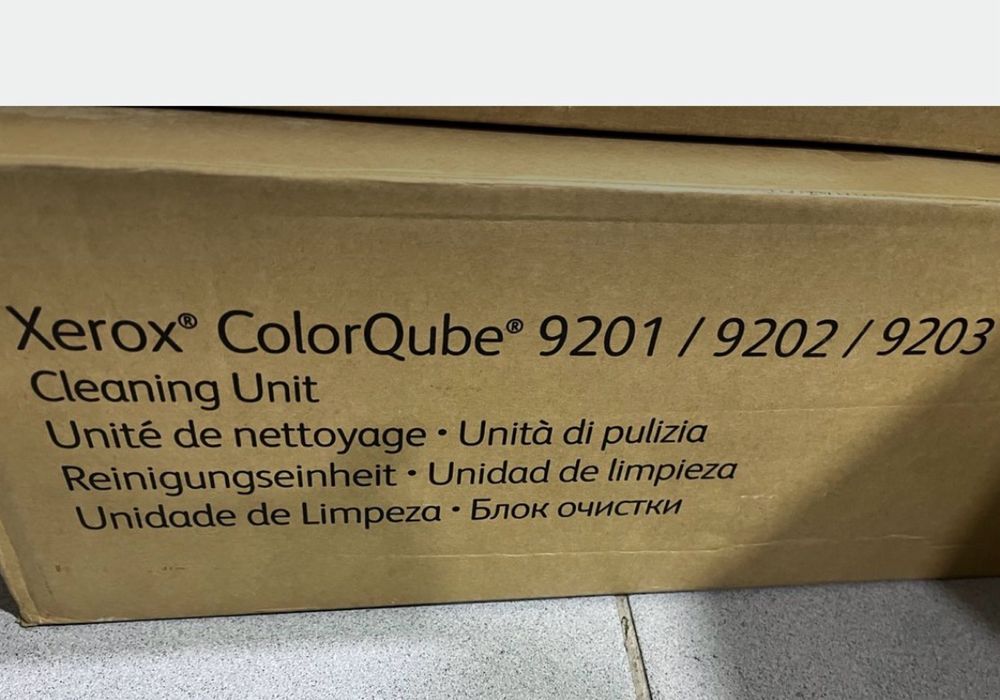 Xerox® ColorQube® 9201 / 9202 / 9203
Cleaning Unit
Unité de nettoyage • Unità di pulizia
Reinigungseinheit • Unidad de limpieza
Unidade de Limpeza • Блок очистки